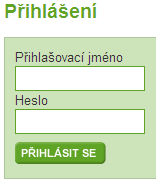 Přihlášení
Přihlašovací jméno
Heslo
PŘIHLÁSIT SE